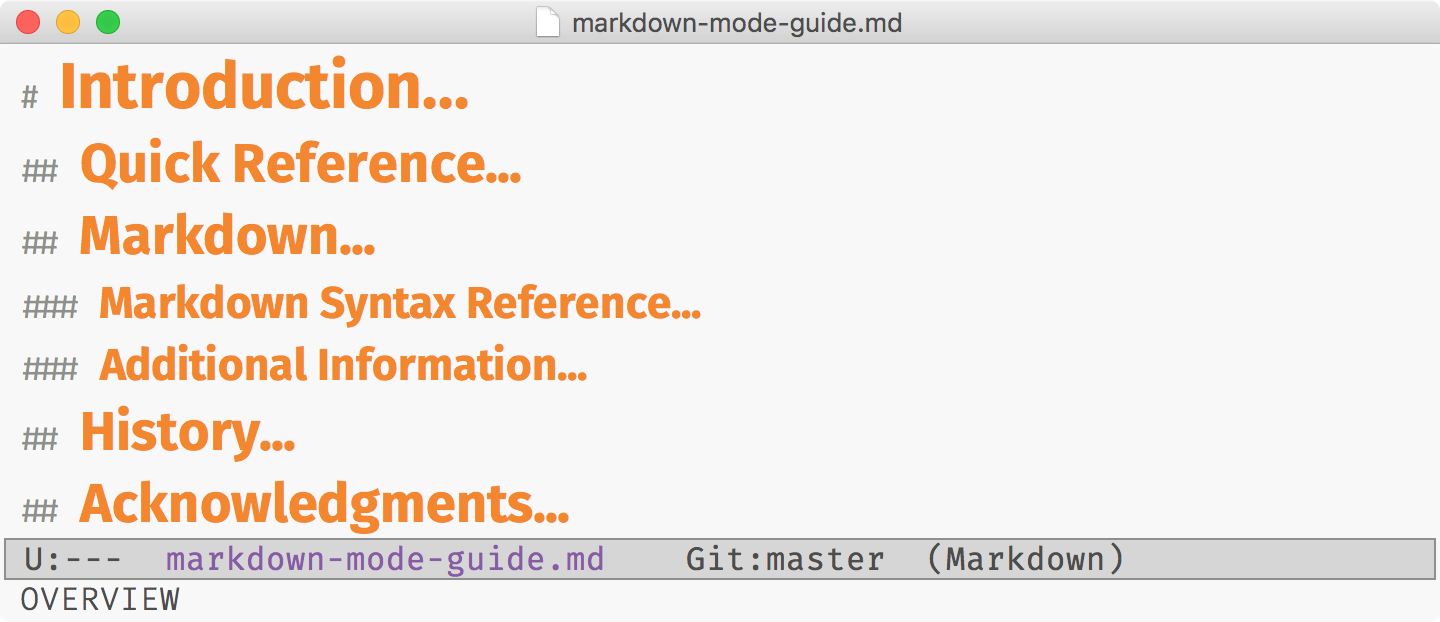 markdown-mode-guide.md
# Introduction...
## Quick Reference...
## Markdown...
### Markdown Syntax Reference...
### Additional Information...
## History...
## Acknowledgments...
U:--- markdown-mode-guide.md Git:master (Markdown)
OVERVIEW